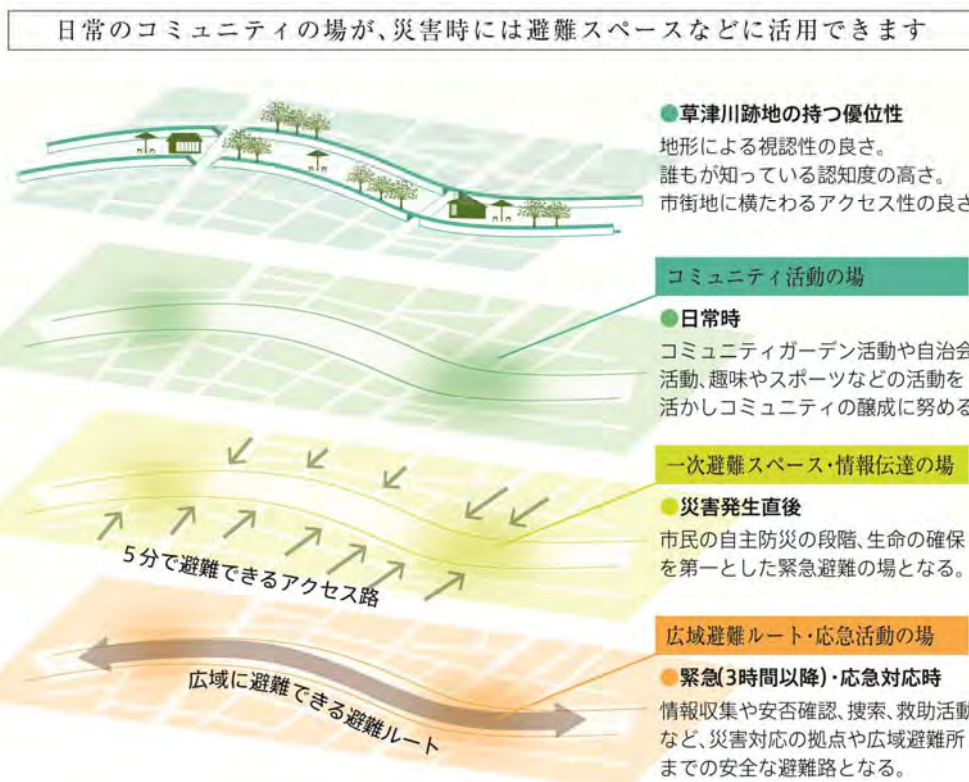 日常のコミュニティの場が、災害時には避難スペースなどに活用できます
●草津川跡地の持つ優位性
地形による視認性の良さ。
誰もが知っている認知度の高さ。
市街地に横たわるアクセス性の良さ
コミュニティ活動の場
●日常時
コミュニティガーデン活動や自治会
活動、趣味やスポーツなどの活動を
活かしコミュニティの醸成に努める
一次避難スペース・情報伝達の場
●災害発生直後
市民の自主防災の段階、生命の確保
を第一とした緊急避難の場となる。
5分で避難できるアクセス路
広域避難ルート・応急活動の場
●緊急(3時間以降)・応急対応時
情報収集や安否確認、捜索、救助活動
など、災害対応の拠点や広域避難所
までの安全な避難路となる。
広域に避難できる避難ルート